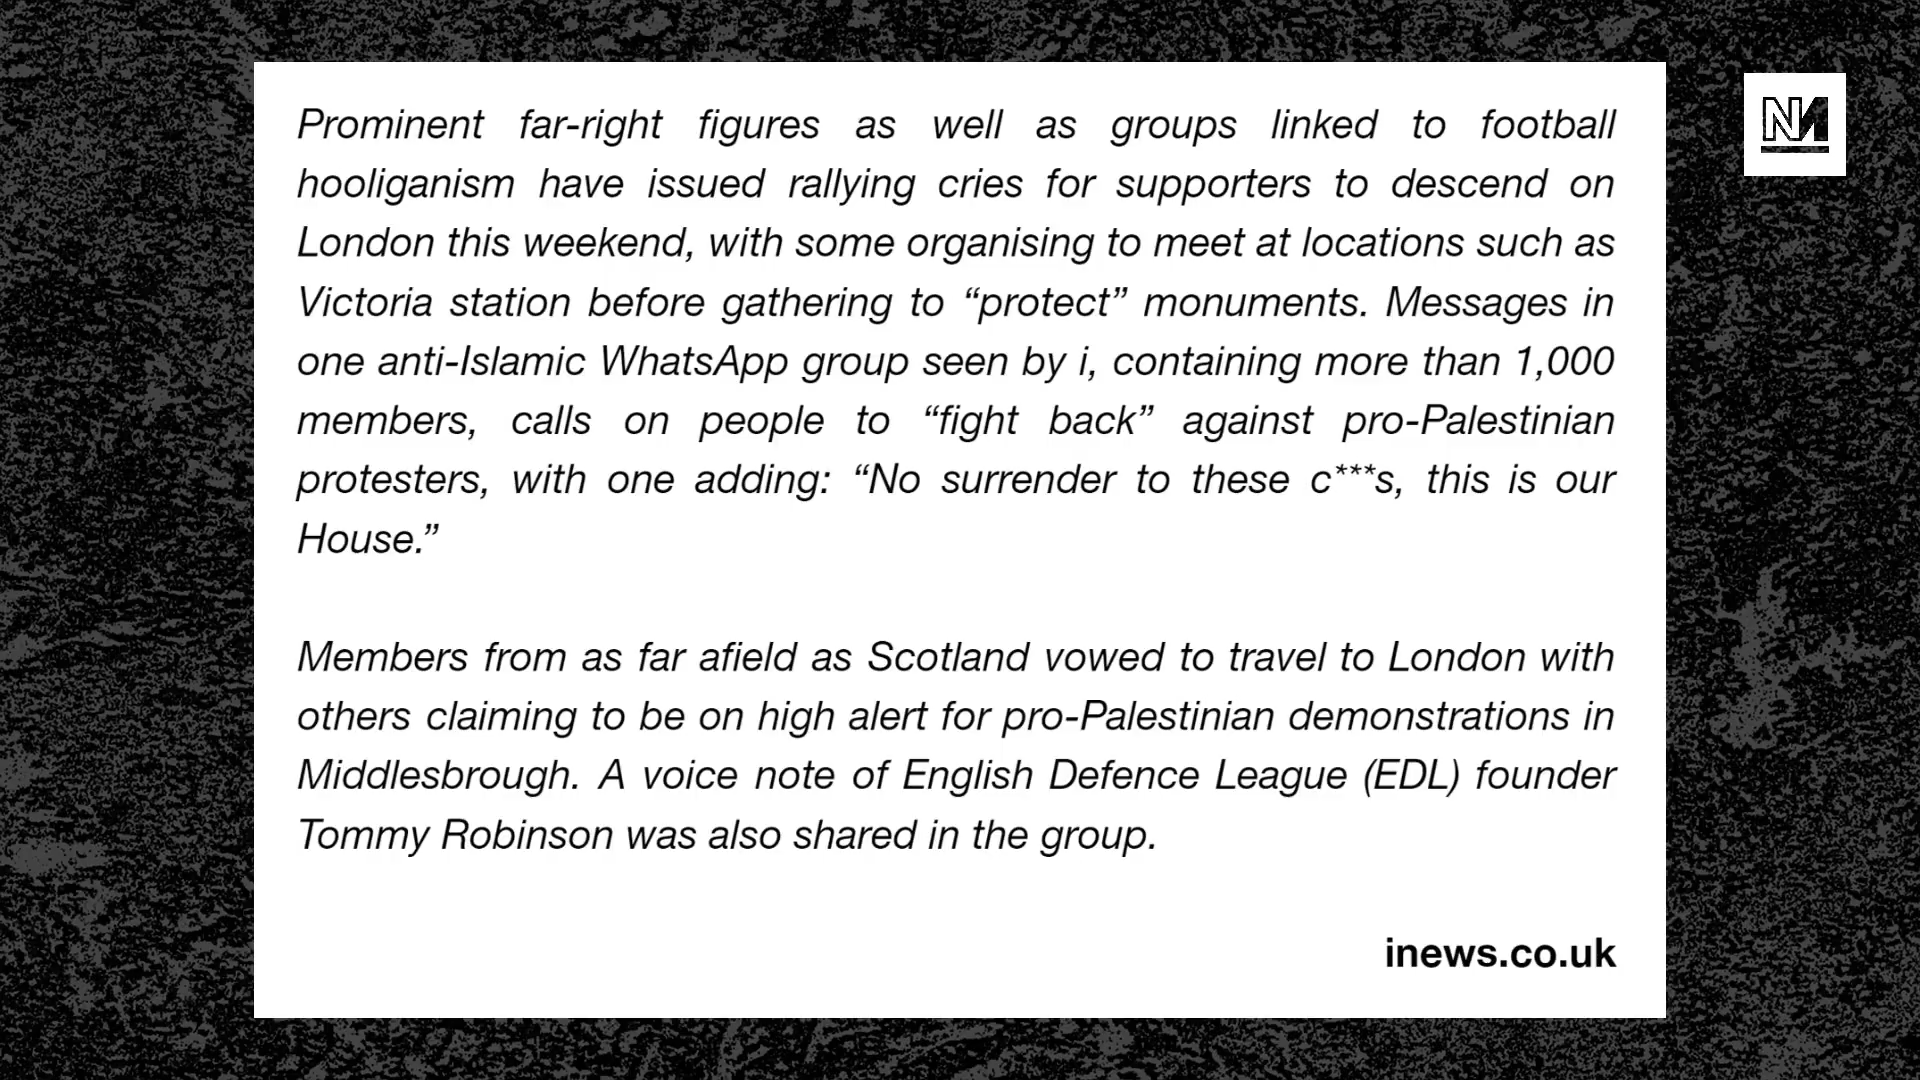 Prominent far-right figures as well as groups linked to football
hooliganism have issued rallying cries for supporters to descend on
London this weekend, with some organising to meet at locations such as
Victoria station before gathering to “protect” monuments. Messages in
one anti-Islamic WhatsApp group seen by i, containing more than 1,000
members, calls on people to “fight back” against pro-Palestinian
protesters, with one adding: “No surrender to these c***s, this is our
House.”
Members from as far afield as Scotland vowed to travel to London with
others claiming to be on high alert for pro-Palestinian demonstrations in
Middlesbrough. A voice note of English Defence League (EDL) founder
Tommy Robinson was also shared in the group.
inews.co.uk
NM